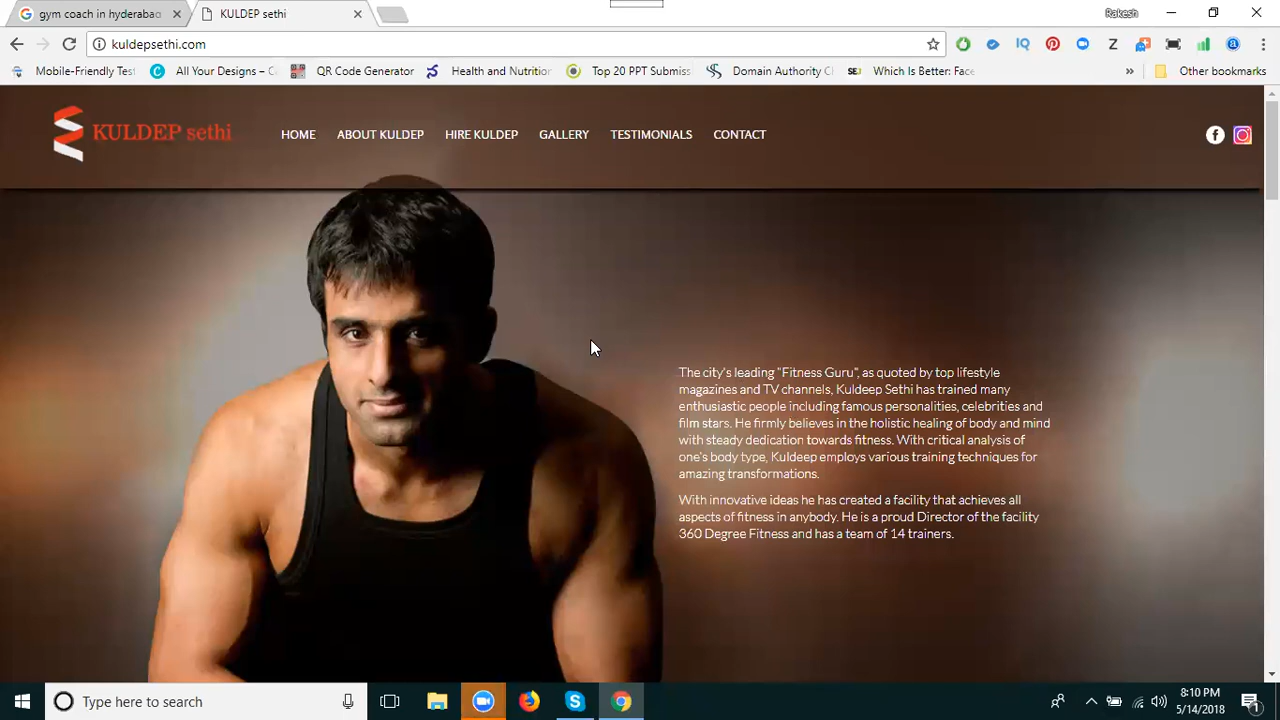 gym coach in hyderabad
KULDEP sethi
Rakesh
kuldepsethi.com
Mobile-Friendly Test
All Your Designs – C
QR Code Generator
Health and Nutrition
Top 20 PPT Submiss
Domain Authority Cl
Which Is Better: Face
Other bookmarks
KULDEP sethi
HOME
ABOUT KULDEP
HIRE KULDEP
GALLERY
TESTIMONIALS
CONTACT
The city's leading "Fitness Guru", as quoted by top lifestyle
magazines and TV channels, Kuldeep Sethi has trained many
enthusiastic people including famous personalities, celebrities and
film stars. He firmly believes in the holistic healing of body and mind
with steady dedication towards fitness. With critical analysis of
one's body type, Kuldeep employs various training techniques for
amazing transformations.
With innovative ideas he has created a facility that achieves all
aspects of fitness in anybody. He is a proud Director of the facility
360 Degree Fitness and has a team of 14 trainers.
Type here to search
8:10 PM
5/14/2018